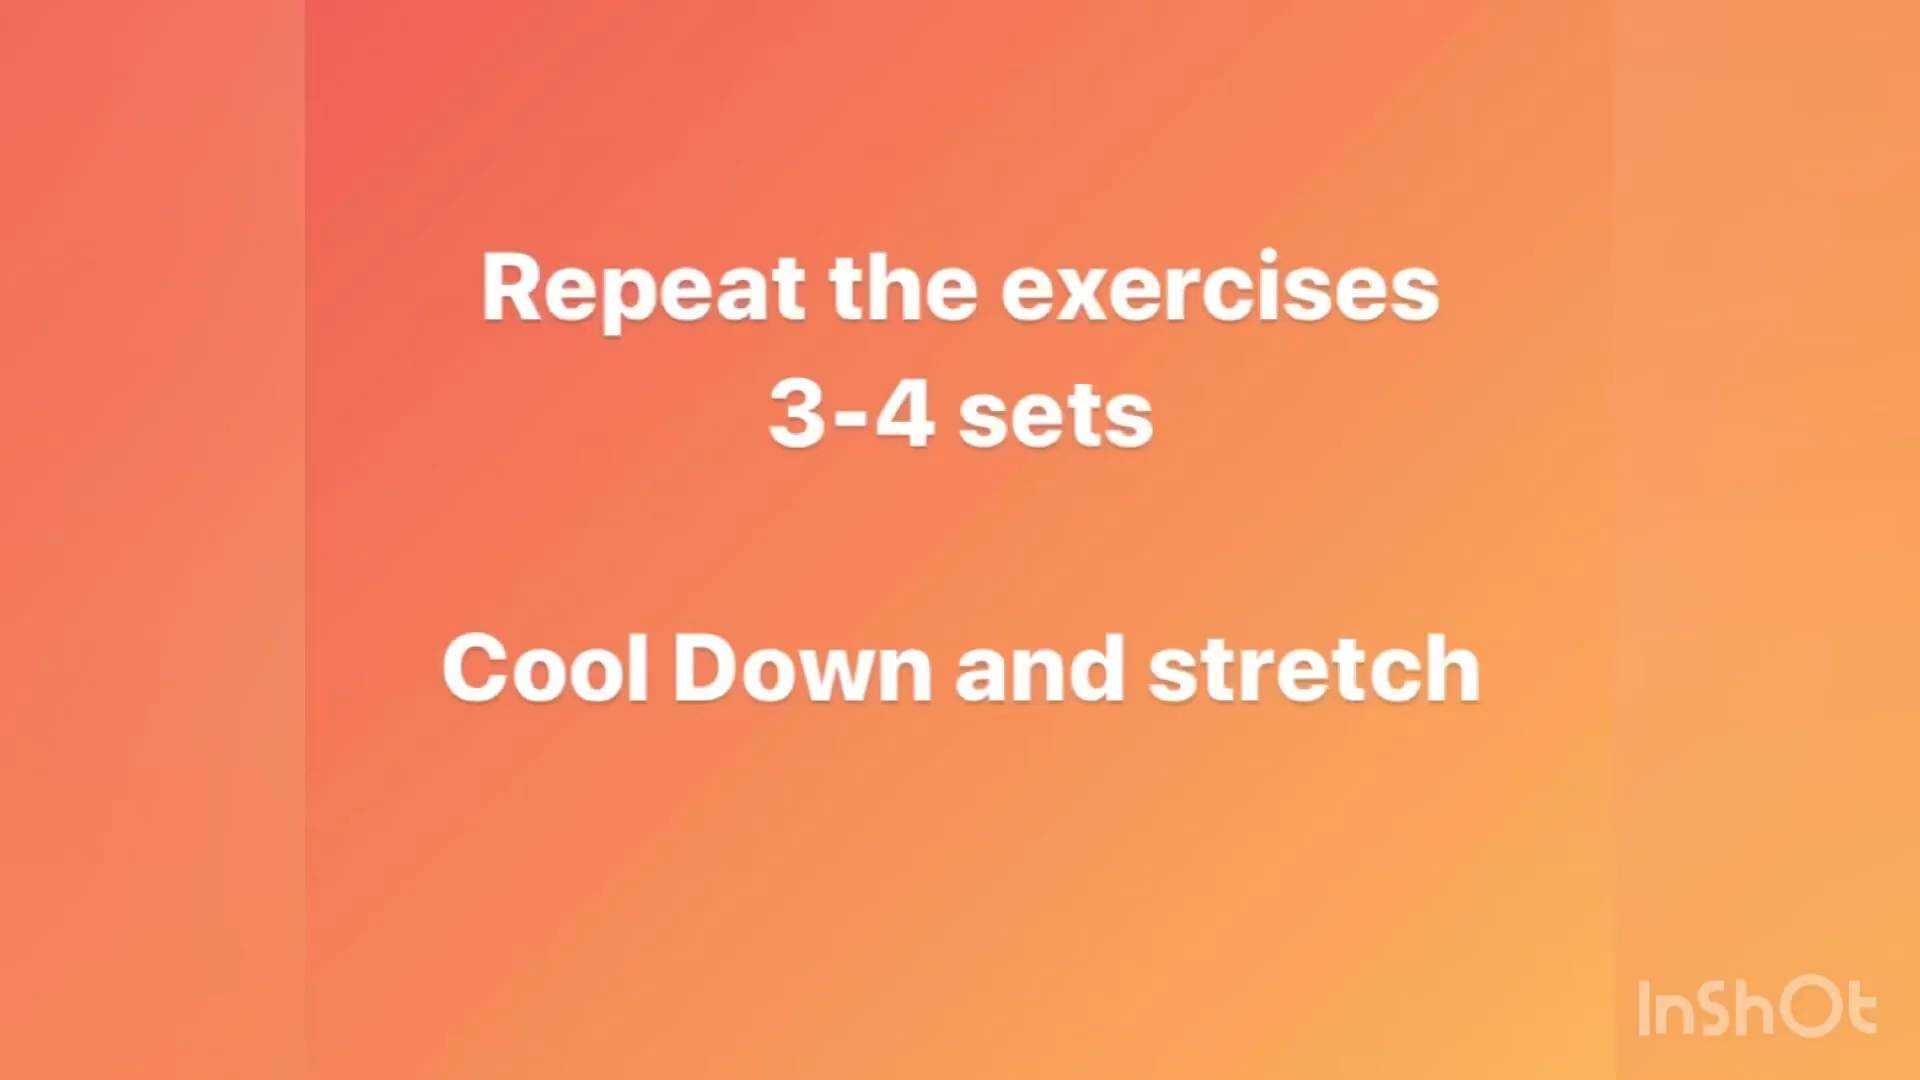 Repeat the exercises
3-4 sets
Cool Down and stretch
InShOt